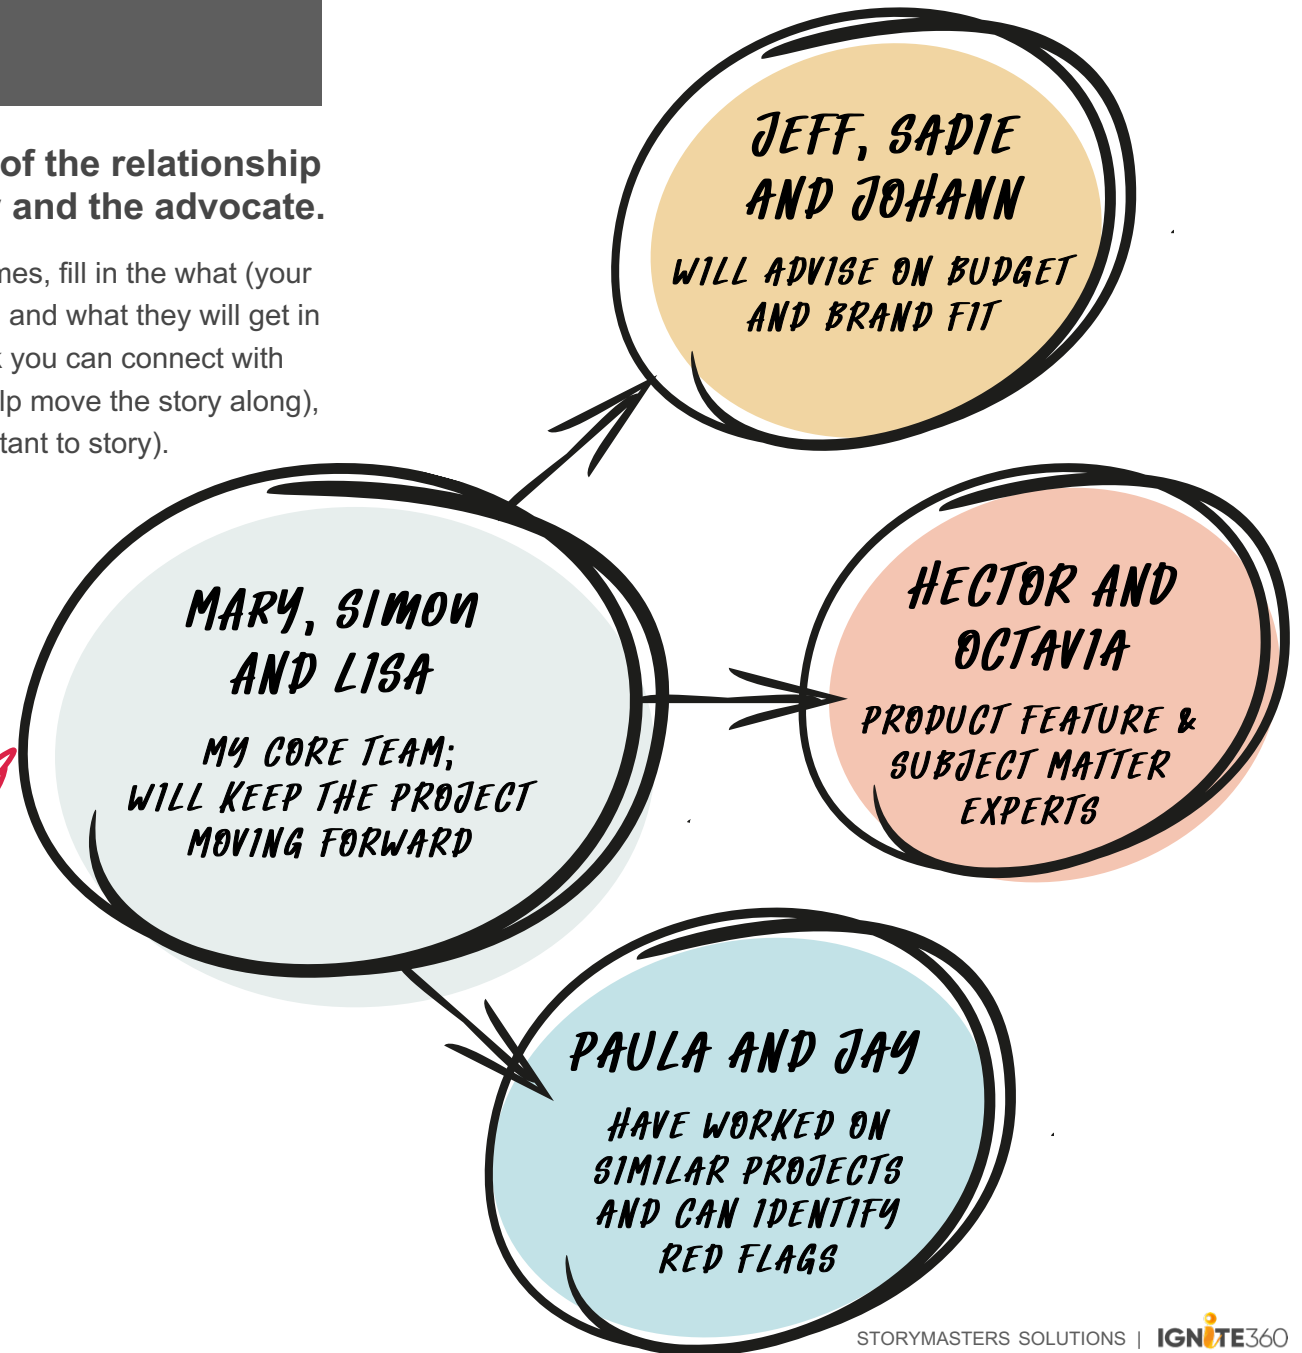 of the relationship
and the advocate.
fill in the what (your
and what they will get in
you can connect with
move the story along),
to story).
JEFF, SADIE
AND JOHANN
WILL ADVISE ON BUDGET
AND BRAND FIT
MARY, SIMON
AND LISA
MY CORE TEAM;
WILL KEEP THE PROJECT
MOVING FORWARD
HECTOR AND
OCTAVIA
PRODUCT FEATURE &
SUBJECT MATTER
EXPERTS
PAULA AND JAY
HAVE WORKED ON
SIMILAR PROJECTS
AND CAN IDENTIFY
RED FLAGS
STORYMASTERS SOLUTIONS | IGNITE360